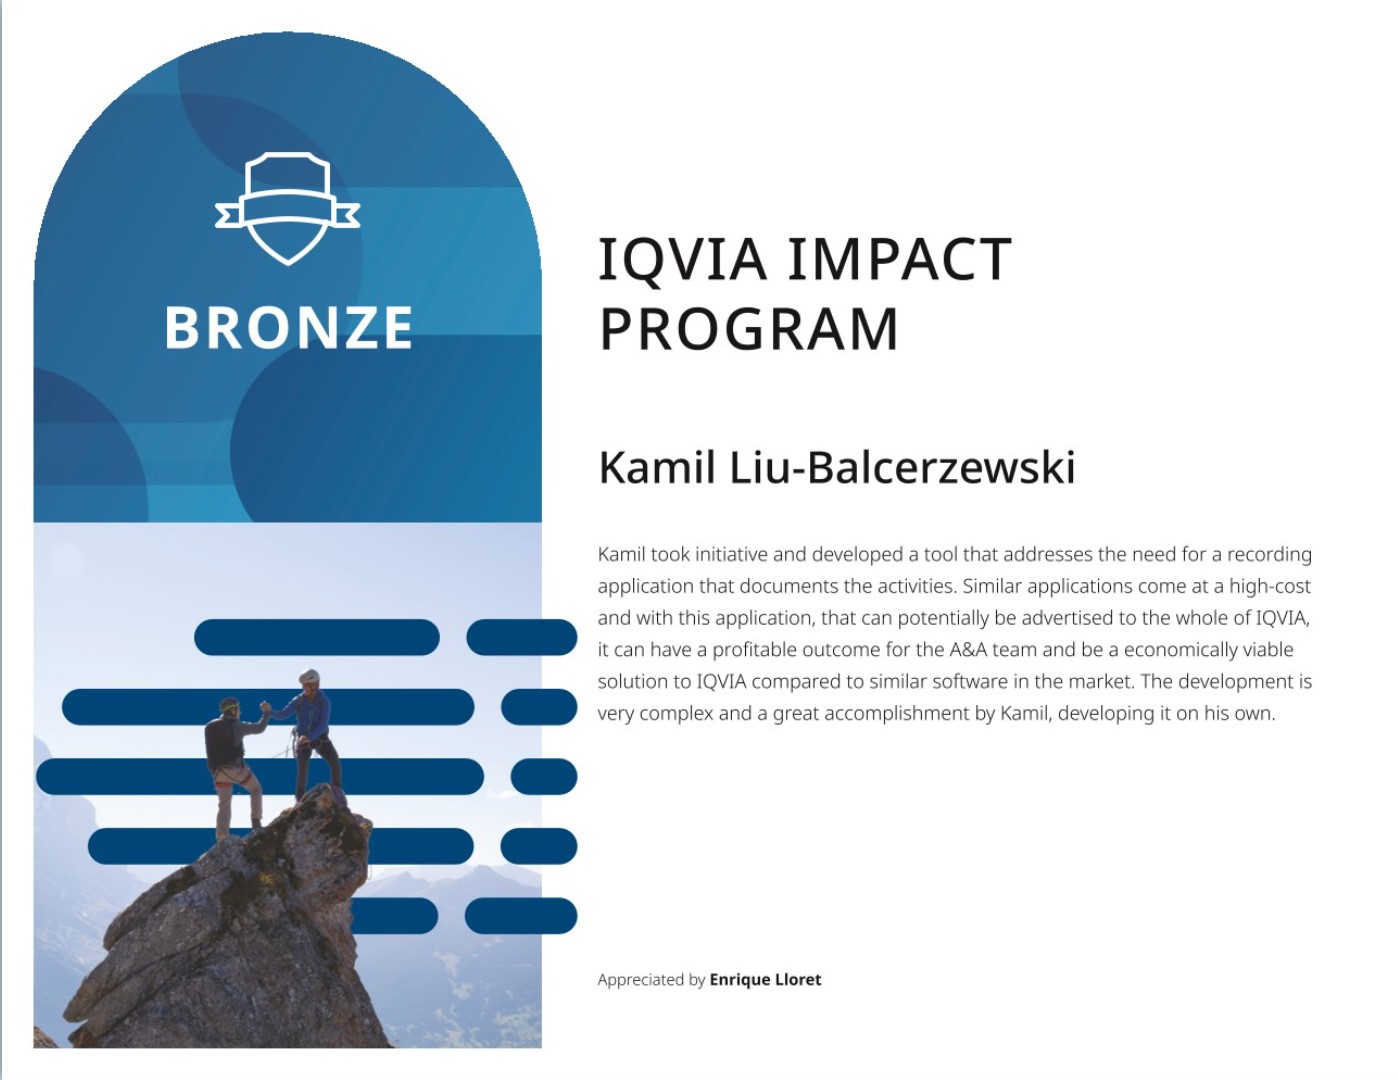 BRONZE
IQVIA IMPACT
PROGRAM
Kamil Liu-Balcerzewski
Kamil took initiative and developed a tool that addresses the need for a recording
application that documents the activities. Similar applications come at a high-cost
and with this application, that can potentially be advertised to the whole of IQVIA,
it can have a profitable outcome for the A&A team and be a economically viable
solution to IQVIA compared to similar software in the market. The development is
very complex and a great accomplishment by Kamil, developing it on his own.
Appreciated by Enrique Lloret